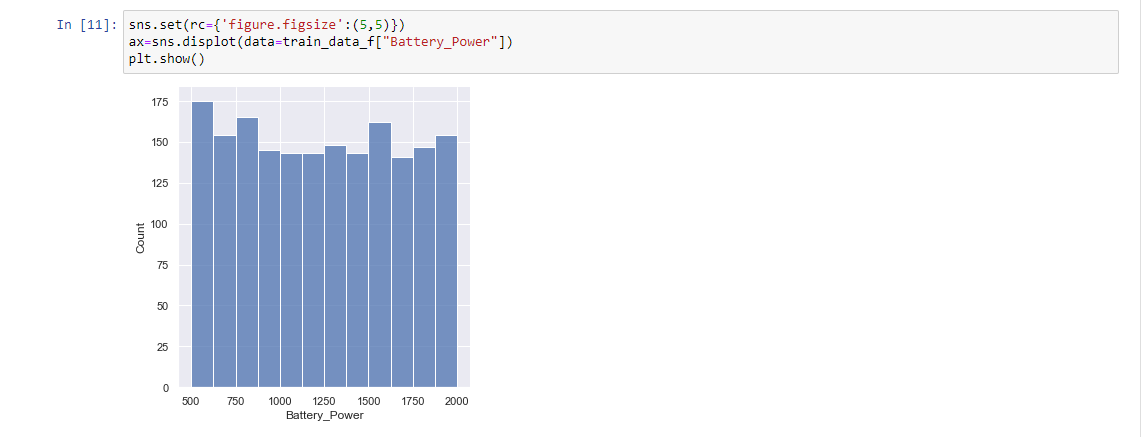 In [11]: sns.set(rc={'figure.figsize':(5,5)})
ax=sns.displot(data=train_data_f["Battery_Power"])
plt.show()
175
150
125
100
75
50
25
0
Count
500 750 1000 1250 1500 1750 2000
Battery_Power